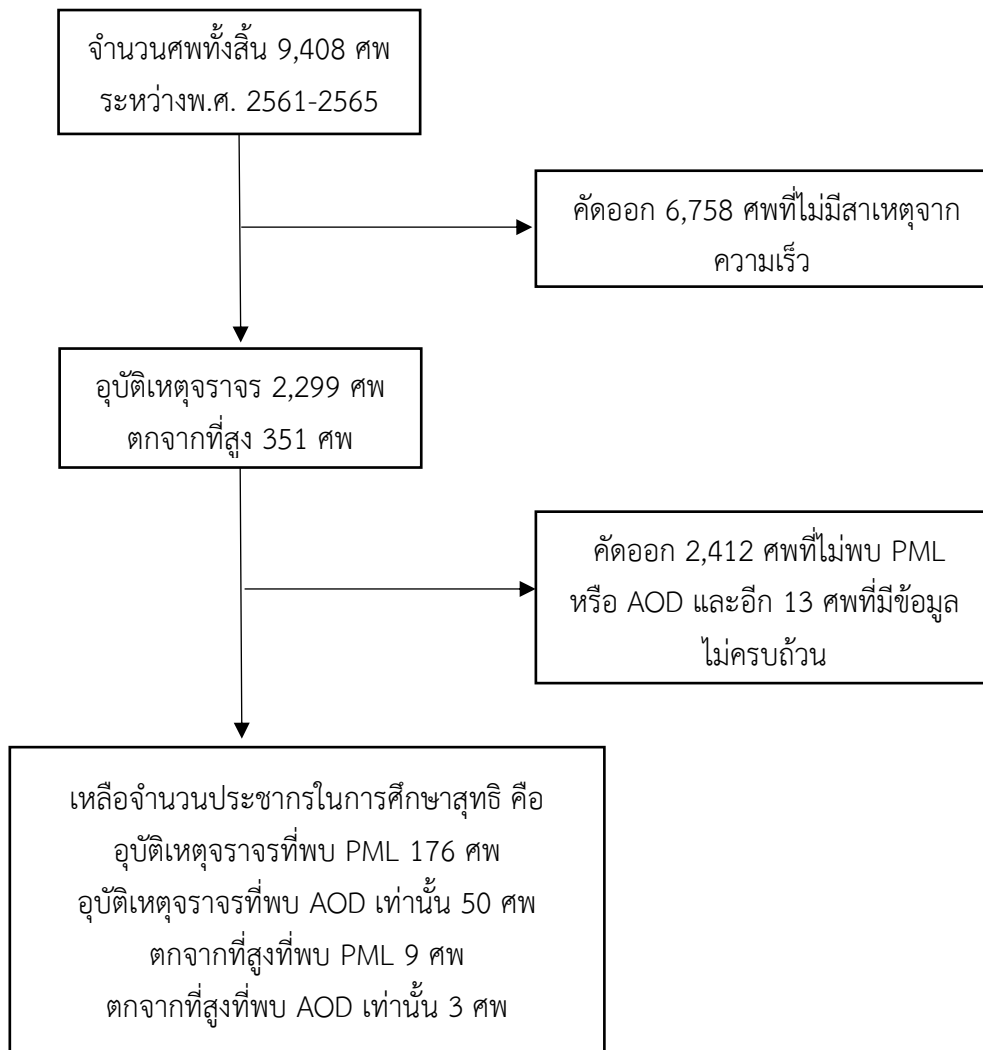 จำนวนศพทั้งสิ้น 9,408 ศพ
ระหว่างพ.ศ. 2561-2565
คัดออก 6,758 ศพที่ไม่มีสาเหตุจาก
ความเร็ว
อุบัติเหตุจราจร 2,299 ศพ
ตกจากที่สูง 351 ศพ
คัดออก 2,412 ศพที่ไม่พบ PML
หรือ AOD และอีก 13 ศพที่มีข้อมูล
ไม่ครบถ้วน
เหลือจำนวนประชากรในการศึกษาสุทธิ คือ
อุบัติเหตุจราจรที่พบ PML 176 ศพ
อุบัติเหตุจราจรที่พบ AOD เท่านั้น 50 ศพ
ตกจากที่สูงที่พบ PML 9 ศพ
ตกจากที่สูงที่พบ AOD เท่านั้น 3 ศพ